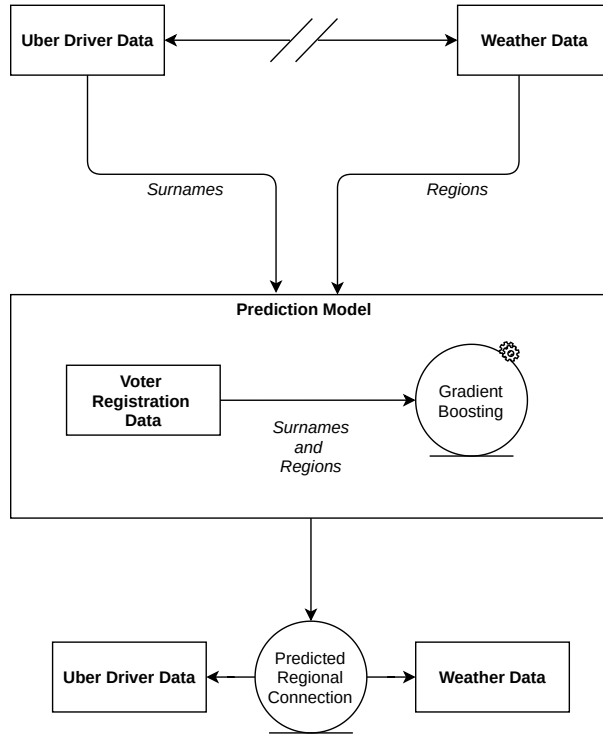 Uber Driver Data
Weather Data
Surnames
Regions
Prediction Model
Voter
Registration
Data
Surnames
and
Regions
Gradient
Boosting
Uber Driver Data
Predicted
Regional
Connection
Weather Data